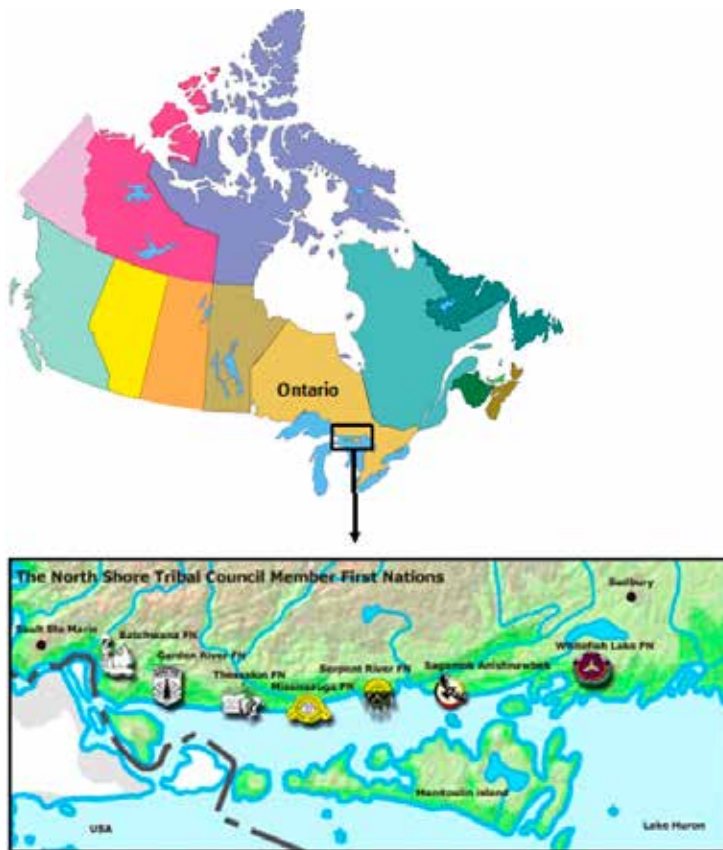 Ontario
The North Shore Tribal Council Member First Nations
Sudbury
Sault Ste Marie
Batchwana FN
Garden River FN
Thessalon FN
Mississauga FN
Serpent River FN
Sagamok Anishnawbek
Whitefish Lake FN
Manitoulin island
USA
Lake Huron